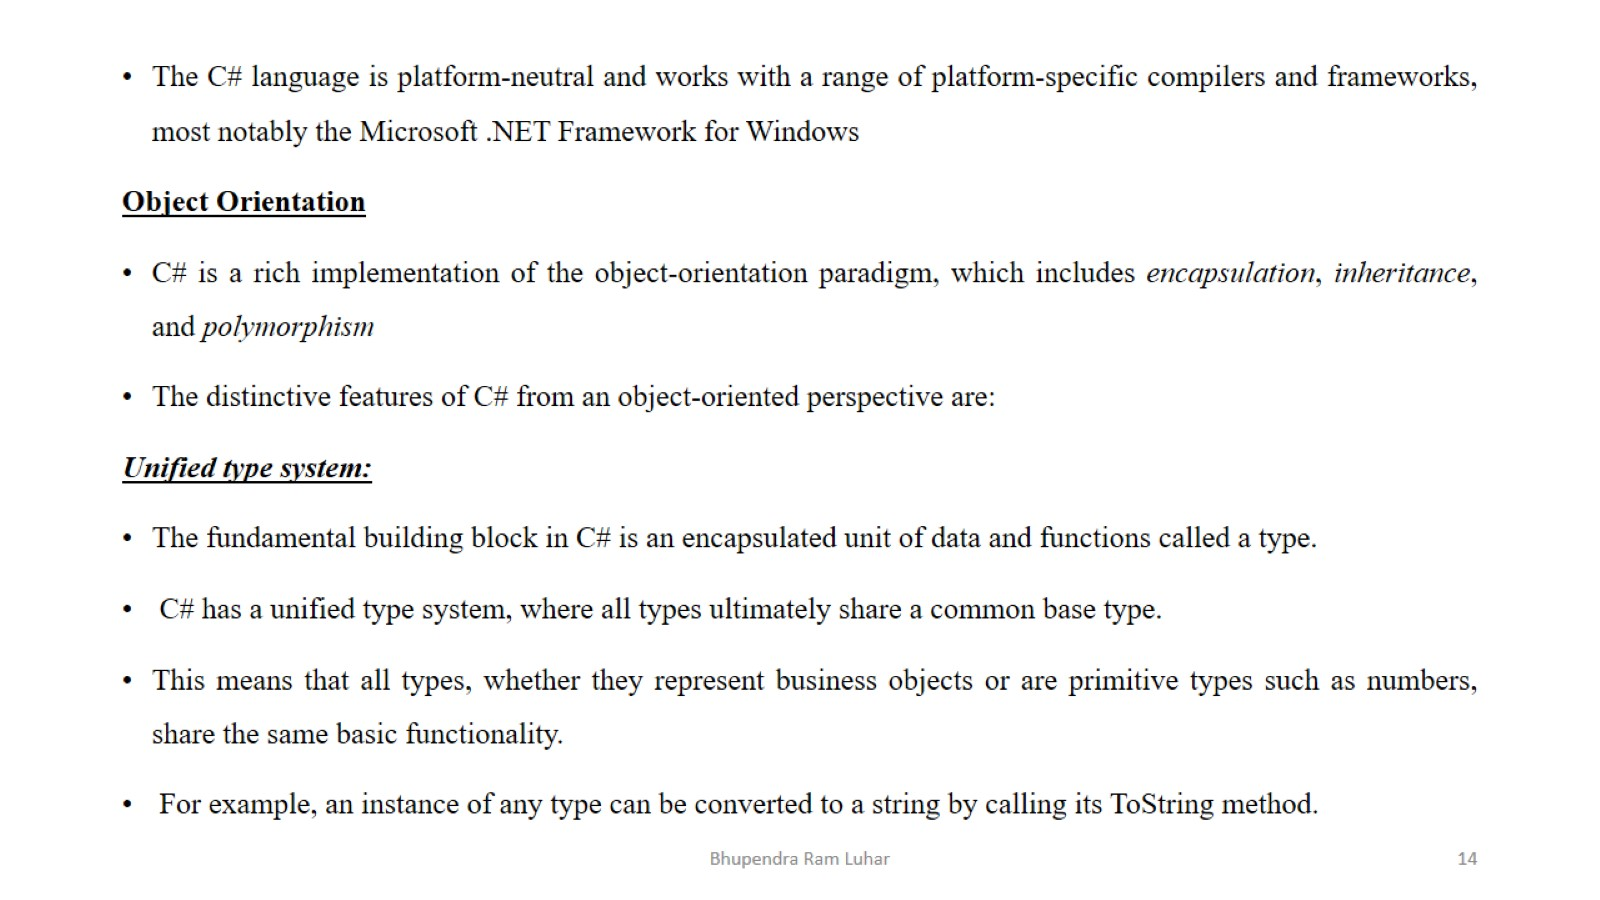 • The C# language is platform-neutral and works with a range of platform-specific compilers and frameworks,
most notably the Microsoft .NET Framework for Windows
Object Orientation
• C# is a rich implementation of the object-orientation paradigm, which includes encapsulation, inheritance,
and polymorphism
• The distinctive features of C# from an object-oriented perspective are:
Unified type system:
• The fundamental building block in C# is an encapsulated unit of data and functions called a type.
• C# has a unified type system, where all types ultimately share a common base type.
• This means that all types, whether they represent business objects or are primitive types such as numbers,
share the same basic functionality.
• For example, an instance of any type can be converted to a string by calling its ToString method.
Bhupendra Ram Luhar 14